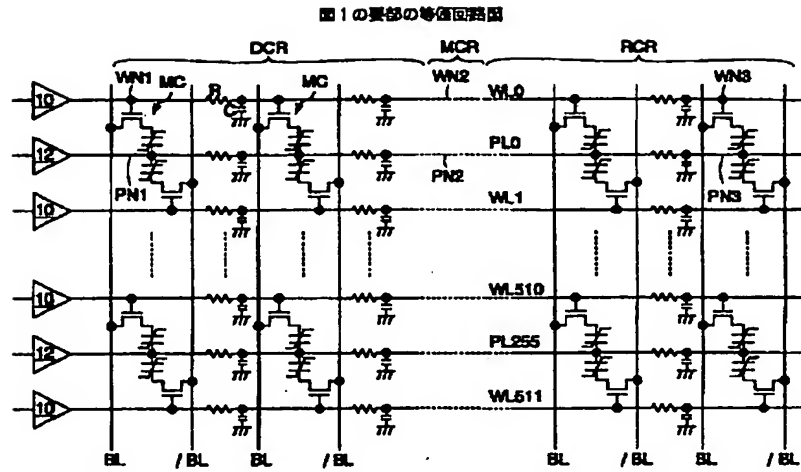 図1の要部の等価回路図
DCR MCR RCR
WN1 MC R MC WN2 WL0 WN3
10 C
12 PL0
PN1 PN2 PN3
10 WL1
10 WL510
12 PL255
10 WL511
BL /BL BL /BL BL /BL BL /BL